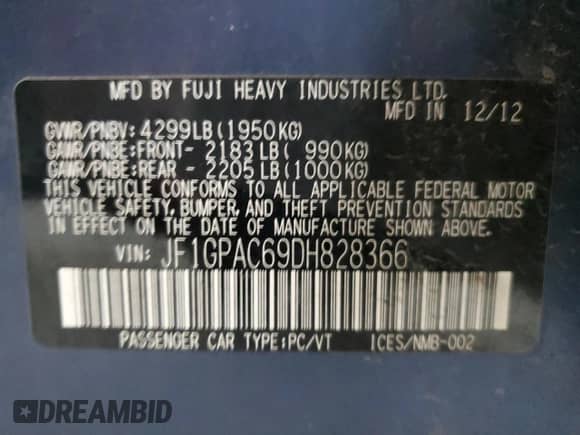 MFD BY FUJI HEAVY INDUSTRIES LTD.
MFD IN 12/12
GVWR/PNBV: 4299LB(1950KG)
GAWR/PNBE:FRONT- 2183LB( 990KG)
GAWR/PNBE:REAR - 2205LB(1000KG)
THIS VEHICLE CONFORMS TO ALL APPLICABLE FEDERAL MOTOR
VEHICLE SAFETY, BUMPER, AND THEFT PREVENTION STANDARDS
IN EFFECT ON THE DATE OF MANUFACTURE SHOWN ABOVE.
VIN: JF1GPAC69DH828366
PASSENGER CAR TYPE:PC/VT ICES/NMB-002
DREAMBID